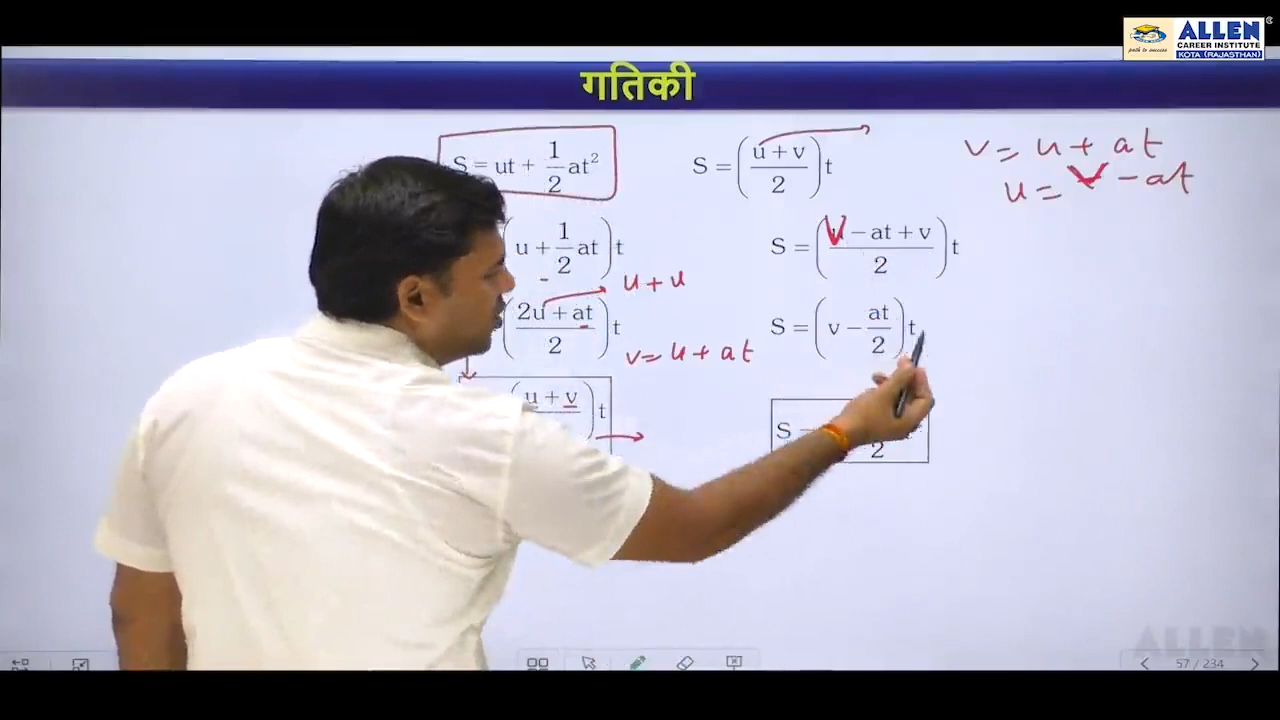 ALLEN
CAREER INSTITUTE
KOTA (RAJASTHAN)
path to success
गतिकी
S = ut + 1/2 at²
(u + 1/2 at) t
u + u
(2u + at / 2) t
v = u + at
u + v) t
S = (u + v / 2) t
S = (V − at + v / 2) t
S = (v − at/2) t
S
2
v = u + at
u = v − at
ALLEN
57 / 234